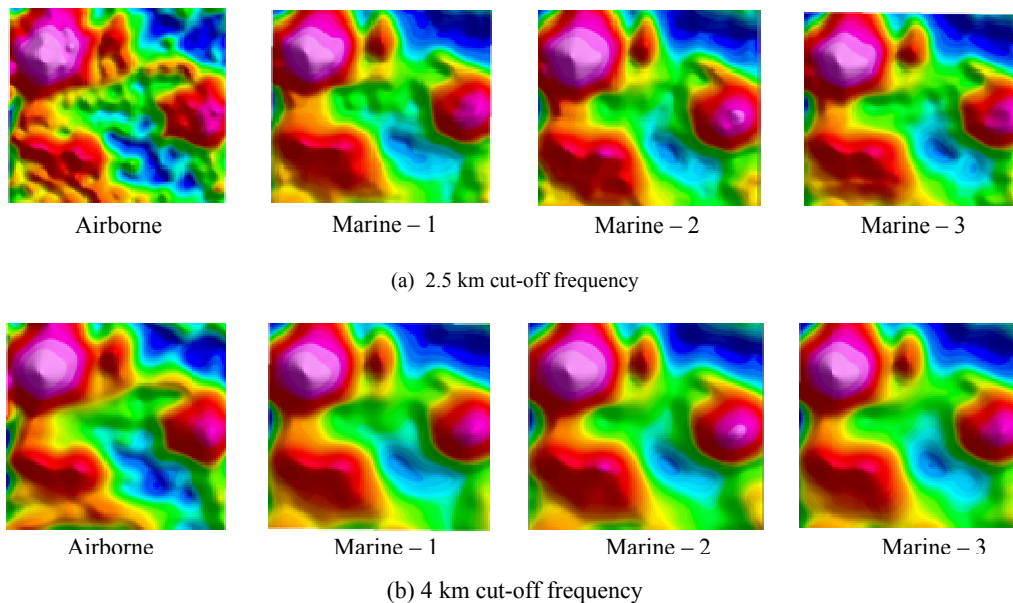 Airborne Marine – 1 Marine – 2 Marine – 3
(a) 2.5 km cut-off frequency
Airborne Marine – 1 Marine – 2 Marine – 3
(b) 4 km cut-off frequency